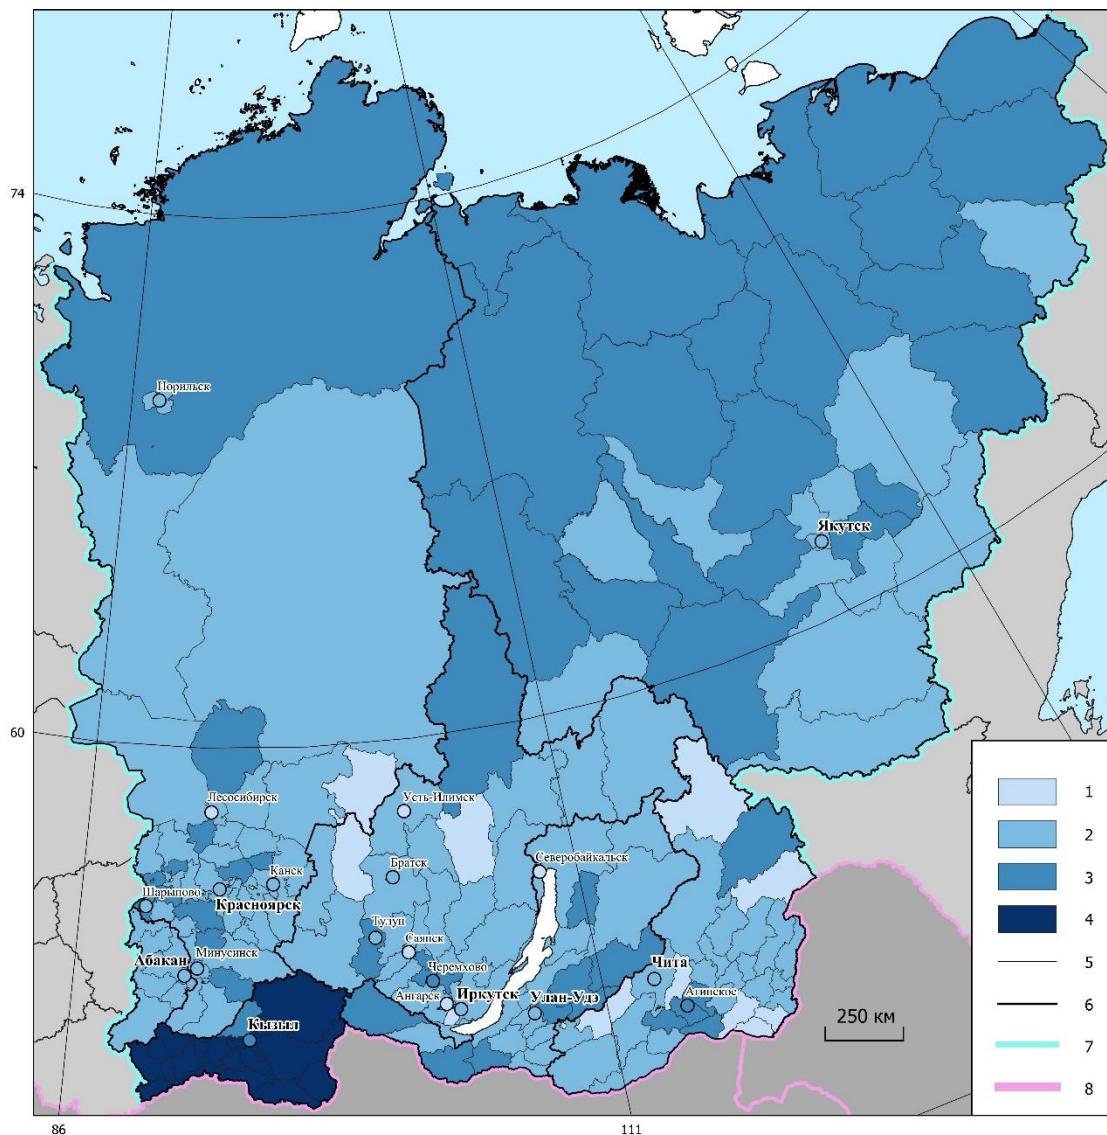 74
Норильск
Якутск
60
Лесосибирск
Усть-Илимск
Братск
Северобайкальск
Канск
Шарыпово
Красноярск
Тулун
Саянск
Минусинск
Абакан
Черемхово
Чита
Ангарск
Иркутск
Улан-Удэ
Агинское
Кызыл
250 км
1
2
3
4
5
6
7
8
86
111